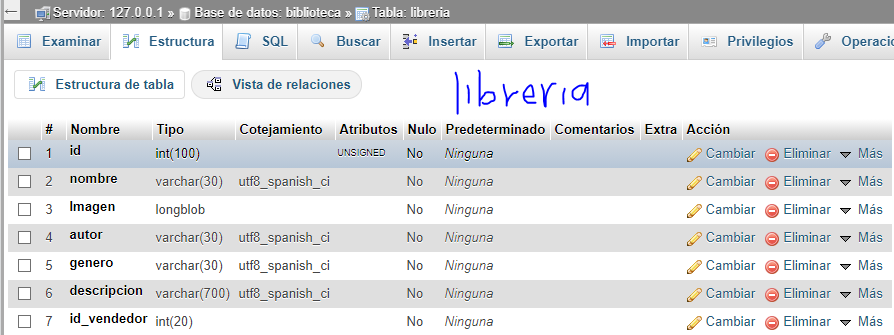 Servidor: 127.0.0.1 » Base de datos: biblioteca » Tabla: libreria
Examinar Estructura SQL Buscar Insertar Exportar Importar Privilegios Operacio
Estructura de tabla Vista de relaciones
libreria
# Nombre Tipo Cotejamiento Atributos Nulo Predeterminado Comentarios Extra Acción
1 id int(100) UNSIGNED No Ninguna Cambiar Eliminar Más
2 nombre varchar(30) utf8_spanish_ci No Ninguna Cambiar Eliminar Más
3 Imagen longblob No Ninguna Cambiar Eliminar Más
4 autor varchar(30) utf8_spanish_ci No Ninguna Cambiar Eliminar Más
5 genero varchar(30) utf8_spanish_ci No Ninguna Cambiar Eliminar Más
6 descripcion varchar(700) utf8_spanish_ci No Ninguna Cambiar Eliminar Más
7 id_vendedor int(20) No Ninguna Cambiar Eliminar Más